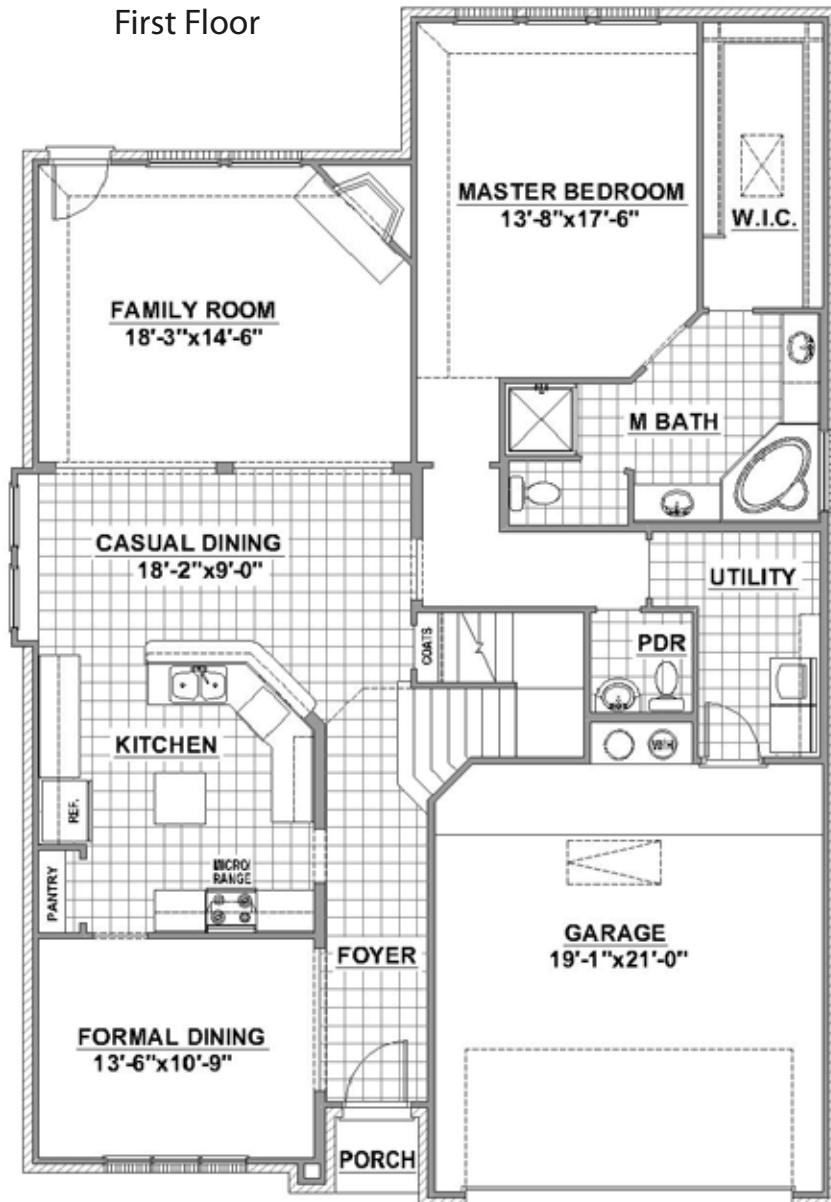 First Floor
MASTER BEDROOM
13'-8"x17'-6"
W.I.C.
FAMILY ROOM
18'-3"x14'-6"
M BATH
CASUAL DINING
18'-2"x9'-0"
UTILITY
COATS
PDR
KITCHEN
REF.
MICRO/
RANGE
PANTRY
GARAGE
19'-1"x21'-0"
FOYER
FORMAL DINING
13'-6"x10'-9"
PORCH